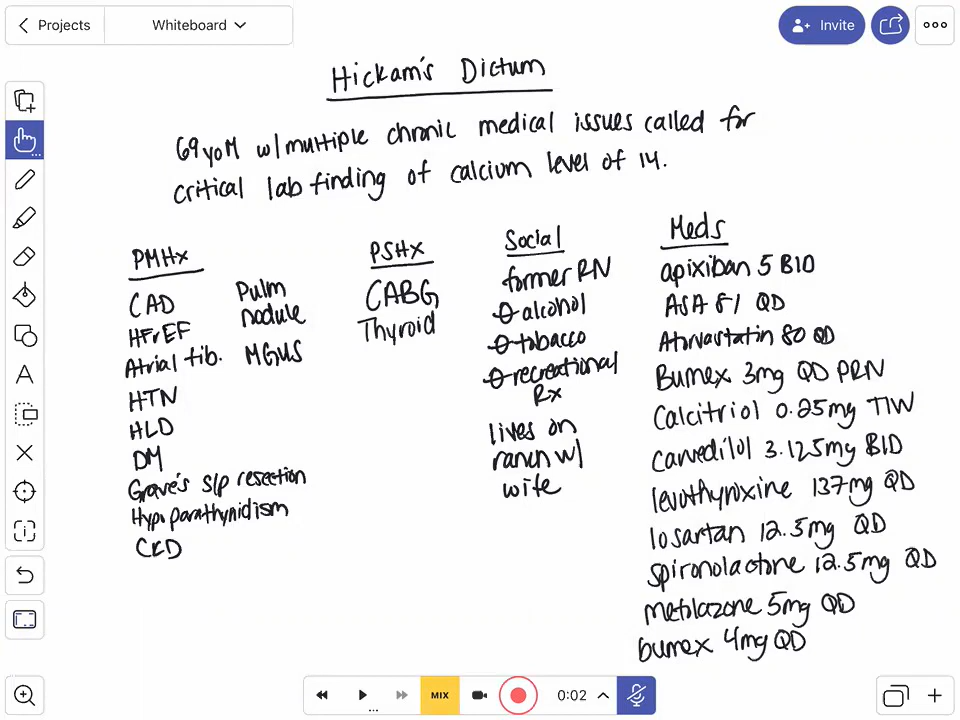 Projects
Whiteboard
Invite
Hickam's Dictum
69 yo M w/ multiple chronic medical issues called for
critical lab finding of calcium level of 14.
PMHx
CAD
HFrEF
Atrial fib.
HTN
HLD
DM
Grave's s/p resection
Hypoparathyroidism
CKD
Pulm
nodule
MGUS
PSHx
CABG
Thyroid
Social
former RN
∅ alcohol
∅ tobacco
∅ recreational
Rx
lives on
ranch w/
wife
Meds
apixiban 5 BID
ASA 81 QD
Atorvastatin 80 QD
Bumex 3mg QD PRN
Calcitriol 0.25mg TIW
carvedilol 3.125mg BID
levothyroxine 137mg QD
losartan 12.5mg QD
spironolactone 12.5mg QD
metolazone 5mg QD
bumex 4mg QD
MIX
0:02